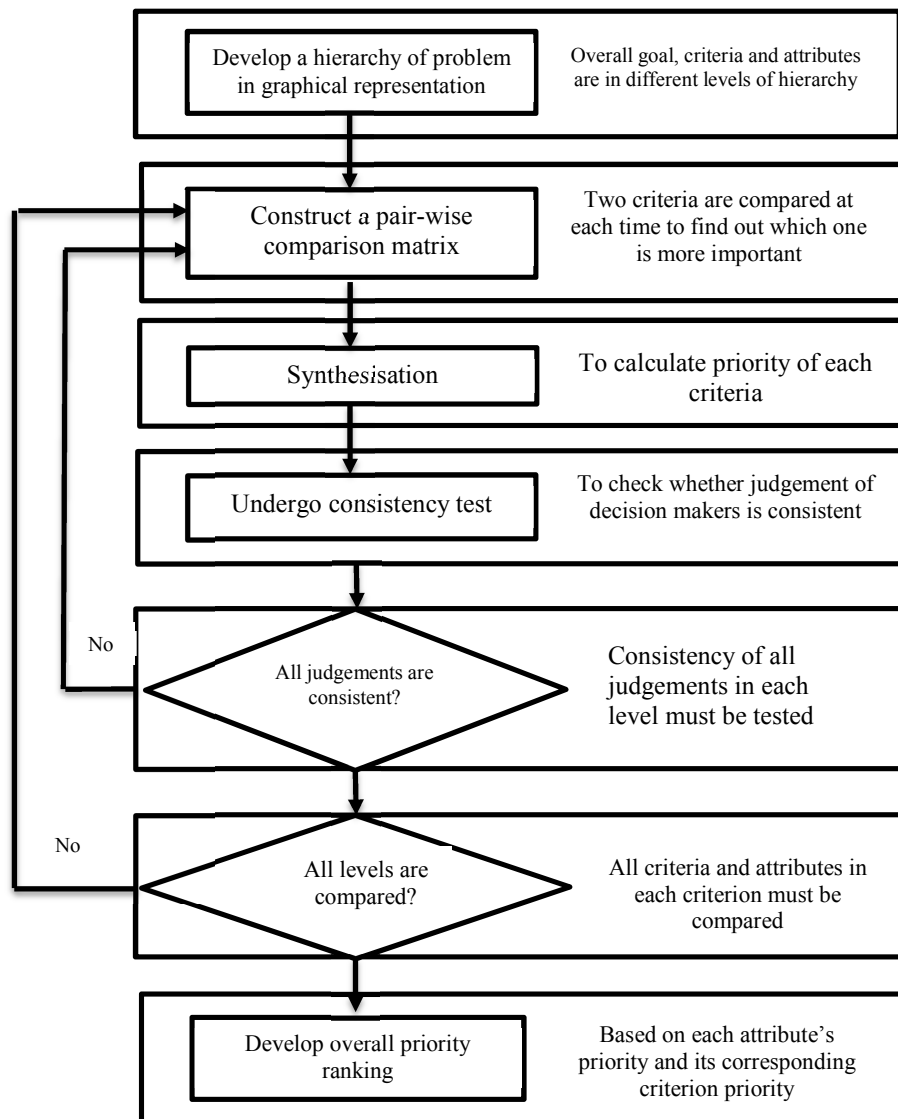 Develop a hierarchy of problem
in graphical representation
Overall goal, criteria and attributes
are in different levels of hierarchy
Construct a pair-wise
comparison matrix
Two criteria are compared at
each time to find out which one
is more important
Synthesisation
To calculate priority of each
criteria
Undergo consistency test
To check whether judgement of
decision makers is consistent
No
All judgements are
consistent?
Consistency of all
judgements in each
level must be tested
No
All levels are
compared?
All criteria and attributes in
each criterion must be
compared
Develop overall priority
ranking
Based on each attribute’s
priority and its corresponding
criterion priority